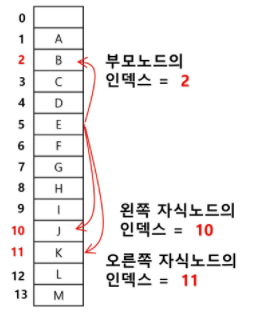 0
1 A
2 B
3 C
4 D
5 E
6 F
7 G
8 H
9 I
10 J
11 K
12 L
13 M
부모노드의
인덱스 = 2
왼쪽 자식노드의
인덱스 = 10
오른쪽 자식노드의
인덱스 = 11